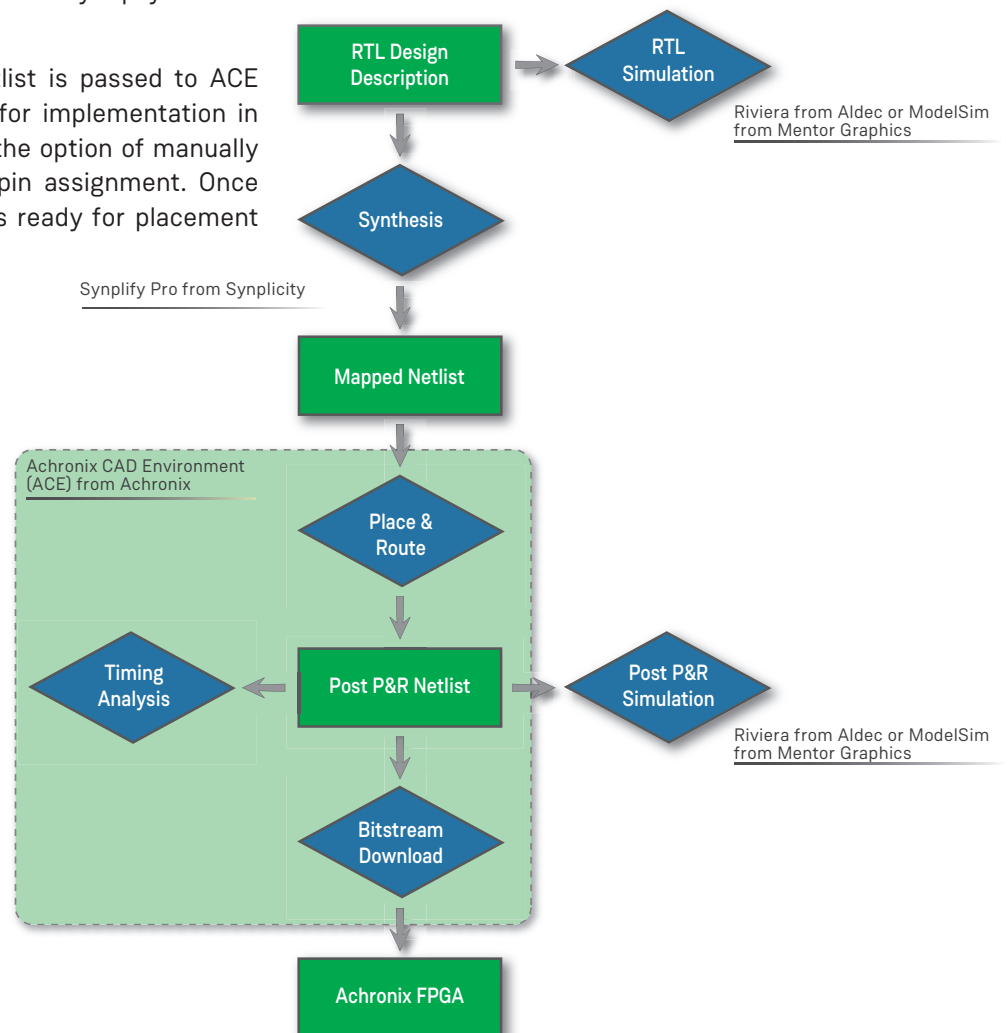 RTL Design
Description
RTL
Simulation
Riviera from Aldec or ModelSim
from Mentor Graphics
list is passed to ACE
for implementation in
the option of manually
pin assignment. Once
s ready for placement
Synthesis
Synplify Pro from Synplicity
Mapped Netlist
Achronix CAD Environment
(ACE) from Achronix
Place &
Route
Timing
Analysis
Post P&R Netlist
Post P&R
Simulation
Riviera from Aldec or ModelSim
from Mentor Graphics
Bitstream
Download
Achronix FPGA